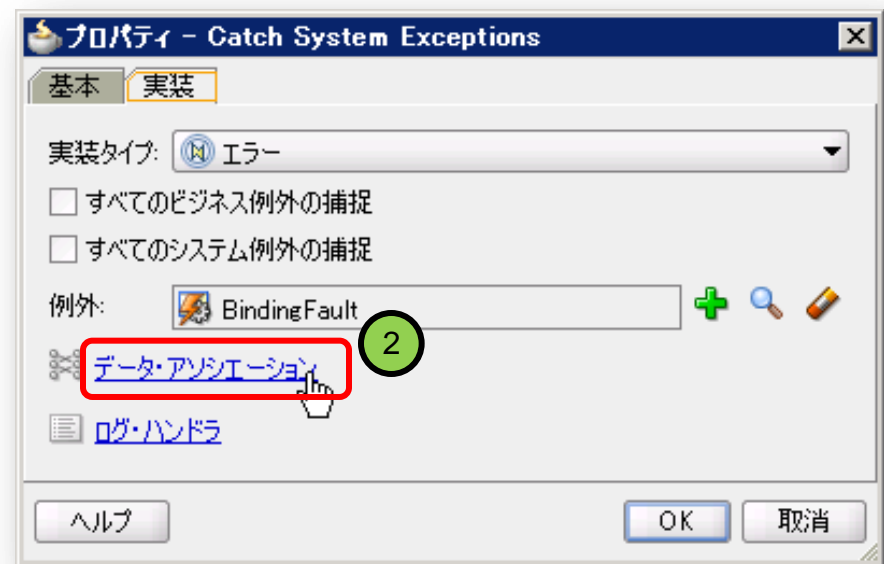 プロパティ - Catch System Exceptions
基本 実装
実装タイプ: エラー
すべてのビジネス例外の捕捉
すべてのシステム例外の捕捉
例外: BindingFault
2
データ・アソシエーション
ログ・ハンドラ
ヘルプ OK 取消